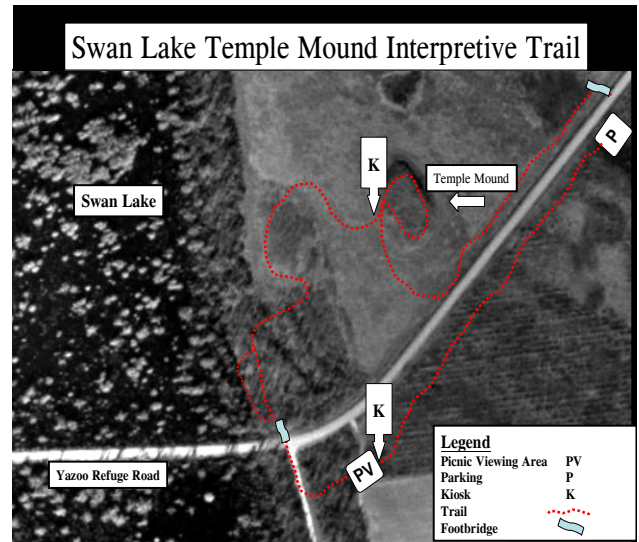 Swan Lake Temple Mound Interpretive Trail
P
K
Temple Mound
Swan Lake
K
PV
Yazoo Refuge Road
Legend
Picnic Viewing Area PV
Parking P
Kiosk K
Trail
Footbridge